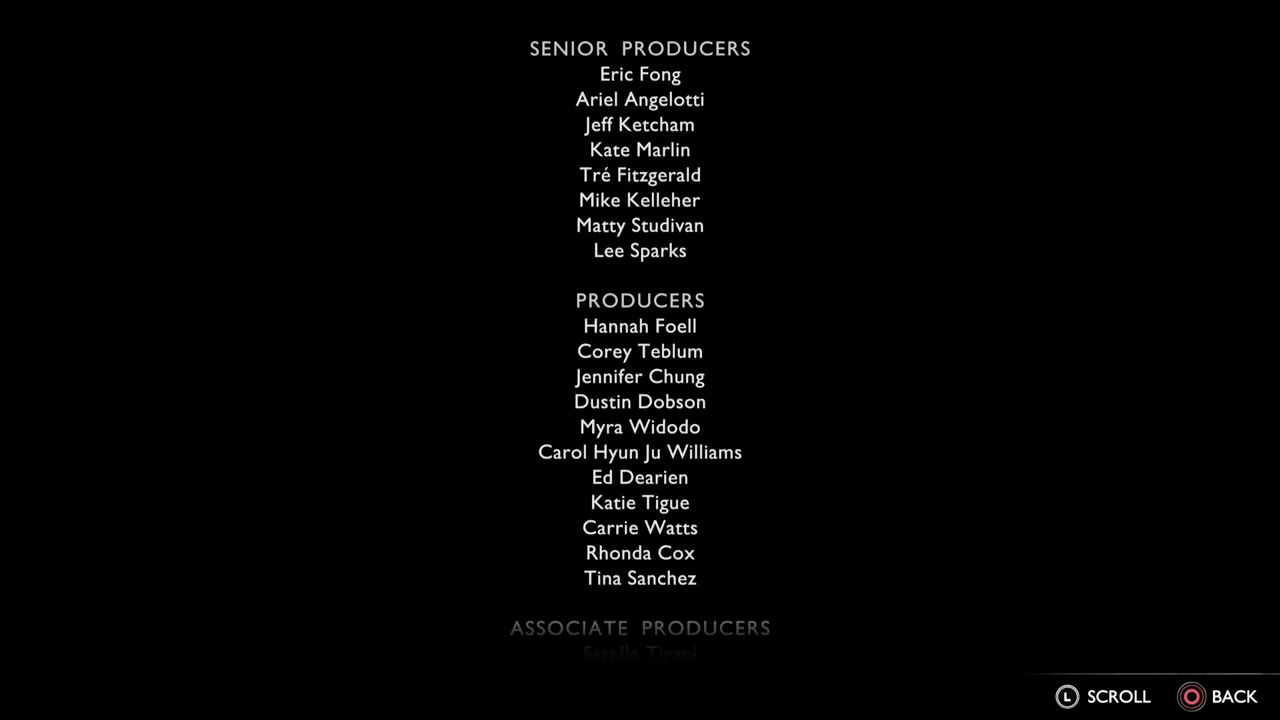 SENIOR PRODUCERS
Eric Fong
Ariel Angelotti
Jeff Ketcham
Kate Marlin
Tré Fitzgerald
Mike Kelleher
Matty Studivan
Lee Sparks
PRODUCERS
Hannah Foell
Corey Teblum
Jennifer Chung
Dustin Dobson
Myra Widodo
Carol Hyun Ju Williams
Ed Dearien
Katie Tigue
Carrie Watts
Rhonda Cox
Tina Sanchez
ASSOCIATE PRODUCERS
L SCROLL
BACK